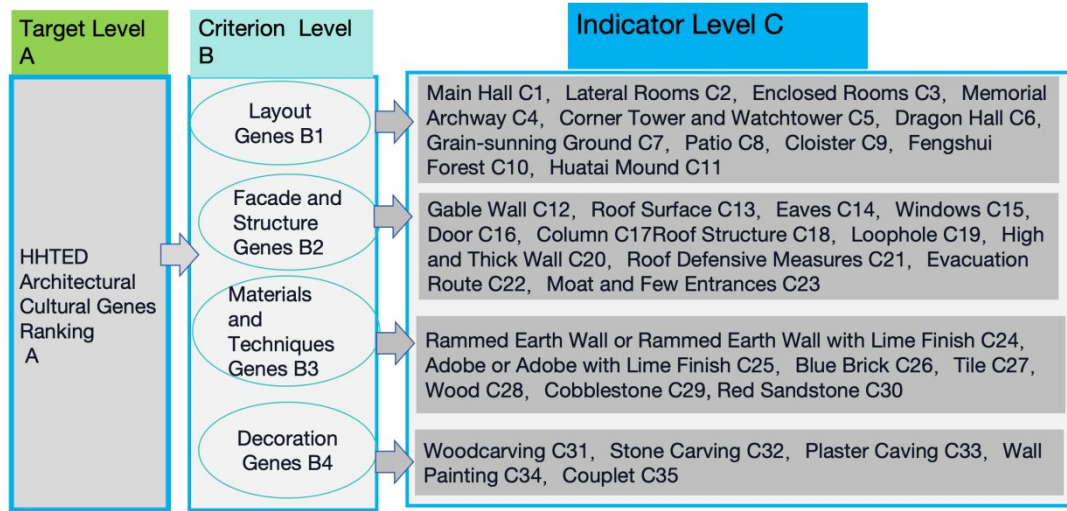 Target Level
A
Criterion Level
B
Indicator Level C
HHTED
Architectural
Cultural Genes
Ranking
A
Layout
Genes B1
Main Hall C1, Lateral Rooms C2, Enclosed Rooms C3, Memorial
Archway C4, Corner Tower and Watchtower C5, Dragon Hall C6,
Grain-sunning Ground C7, Patio C8, Cloister C9, Fengshui
Forest C10, Huatai Mound C11
Facade and
Structure
Genes B2
Gable Wall C12, Roof Surface C13, Eaves C14, Windows C15,
Door C16, Column C17Roof Structure C18, Loophole C19, High
and Thick Wall C20, Roof Defensive Measures C21, Evacuation
Route C22, Moat and Few Entrances C23
Materials
and
Techniques
Genes B3
Rammed Earth Wall or Rammed Earth Wall with Lime Finish C24,
Adobe or Adobe with Lime Finish C25, Blue Brick C26, Tile C27,
Wood C28, Cobblestone C29, Red Sandstone C30
Decoration
Genes B4
Woodcarving C31, Stone Carving C32, Plaster Caving C33, Wall
Painting C34, Couplet C35